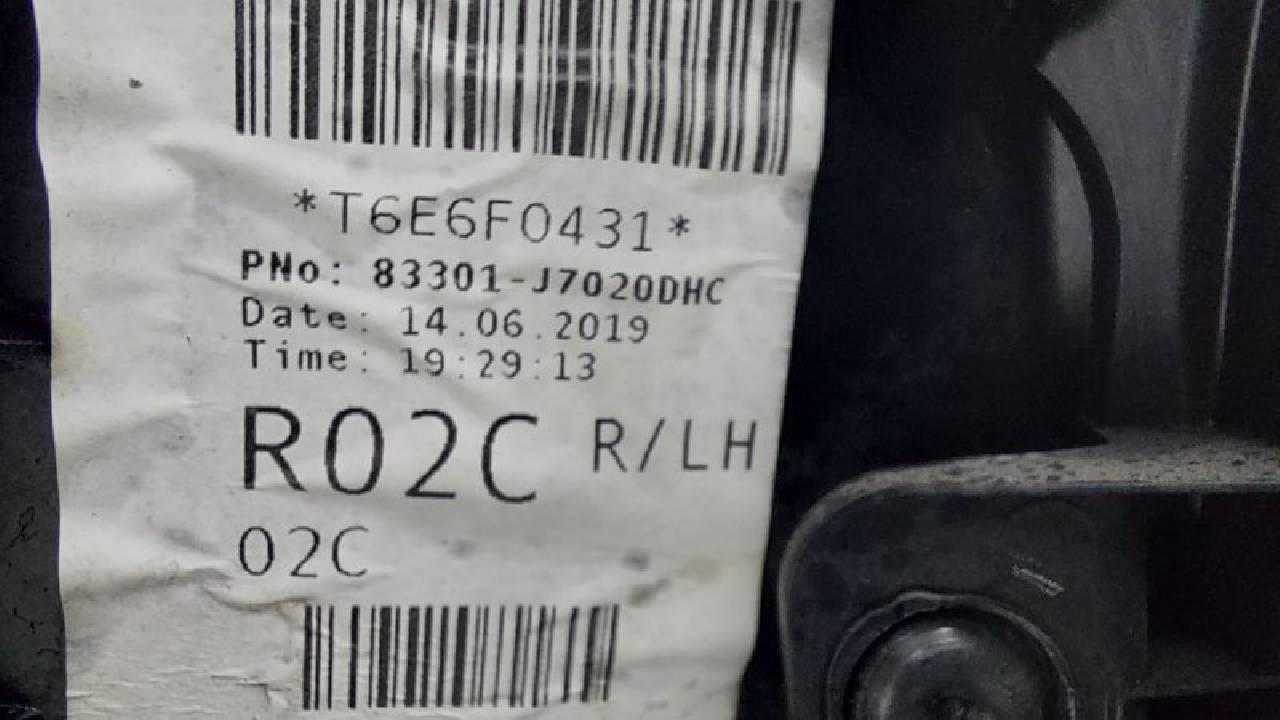 *T6E6F0431*
PNo: 83301-J7020DHC
Date: 14.06.2019
Time: 19:29:13
R02C R/LH
02C